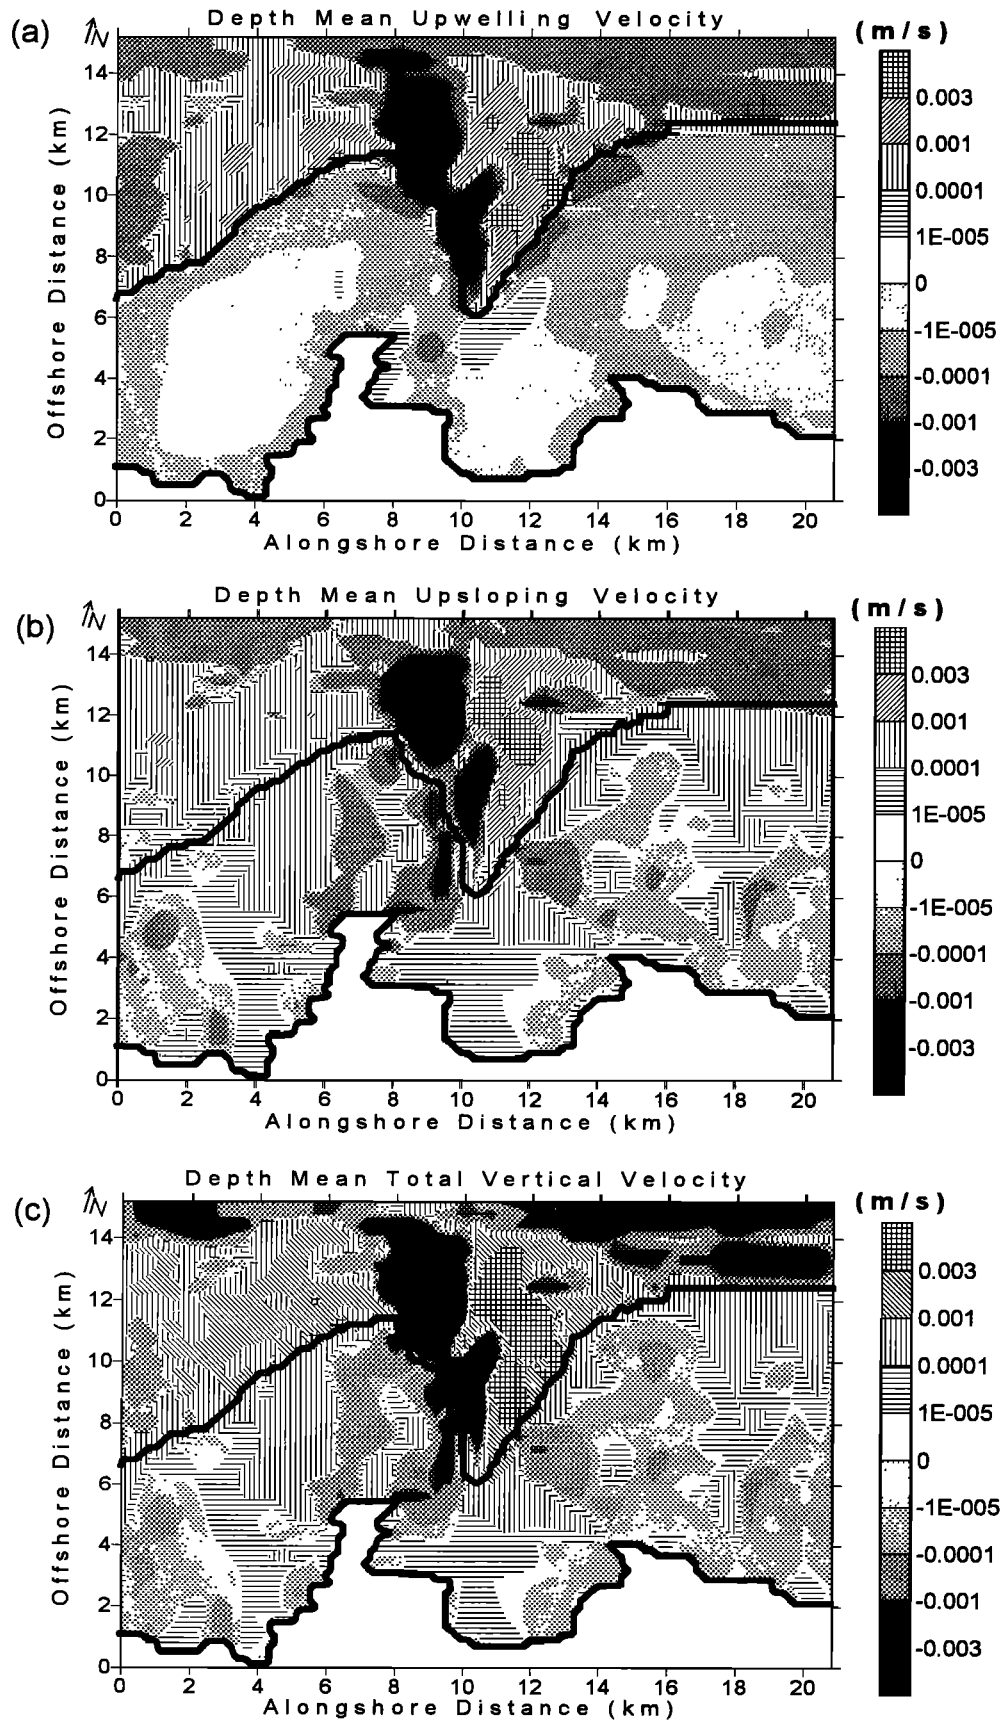 (a)
N
Depth Mean Upwelling Velocity
(m/s)
14
12
10
8
6
4
2
0
Offshore Distance (km)
0 2 4 6 8 10 12 14 16 18 20
Alongshore Distance (km)
0.003
0.001
0.0001
1E-005
0
-1E-005
-0.0001
-0.001
-0.003
(b)
N
Depth Mean Upsloping Velocity
(m/s)
14
12
10
8
6
4
2
0
Offshore Distance (km)
0 2 4 6 8 10 12 14 16 18 20
Alongshore Distance (km)
0.003
0.001
0.0001
1E-005
0
-1E-005
-0.0001
-0.001
-0.003
(c)
N
Depth Mean Total Vertical Velocity
(m/s)
14
12
10
8
6
4
2
0
Offshore Distance (km)
0 2 4 6 8 10 12 14 16 18 20
Alongshore Distance (km)
0.003
0.001
0.0001
1E-005
0
-1E-005
-0.0001
-0.001
-0.003